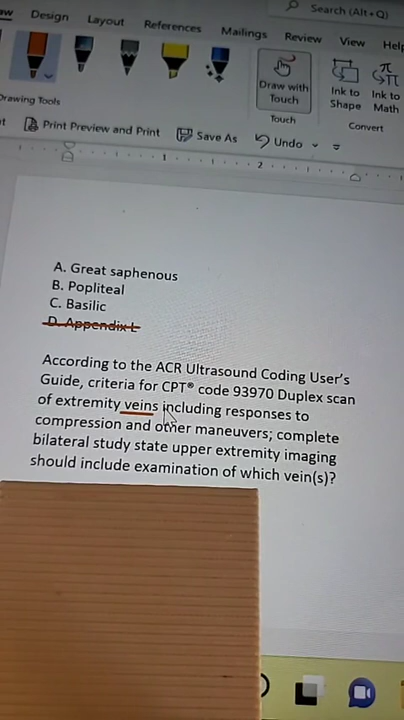 Search (Alt+Q)
Design Layout References Mailings Review View Help
Draw with Touch
Ink to Shape
Ink to Math
Drawing Tools
Touch
Convert
Print Preview and Print Save As Undo
1 2
A. Great saphenous
B. Popliteal
C. Basilic
D. Appendix L
According to the ACR Ultrasound Coding User's
Guide, criteria for CPT® code 93970 Duplex scan
of extremity veins including responses to
compression and other maneuvers; complete
bilateral study state upper extremity imaging
should include examination of which vein(s)?